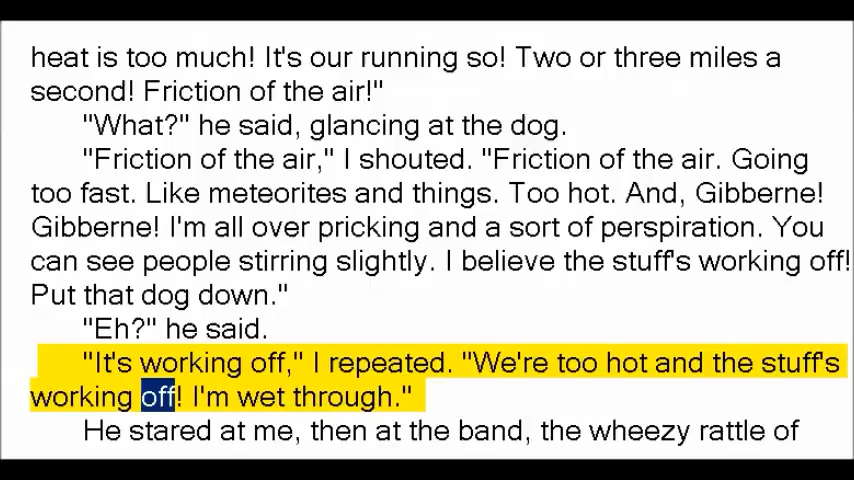 heat is too much! It's our running so! Two or three miles a
second! Friction of the air!"
"What?" he said, glancing at the dog.
"Friction of the air," I shouted. "Friction of the air. Going
too fast. Like meteorites and things. Too hot. And, Gibberne!
Gibberne! I'm all over pricking and a sort of perspiration. You
can see people stirring slightly. I believe the stuff's working off!
Put that dog down."
"Eh?" he said.
"It's working off," I repeated. "We're too hot and the stuff's
working off! I'm wet through."
He stared at me, then at the band, the wheezy rattle of